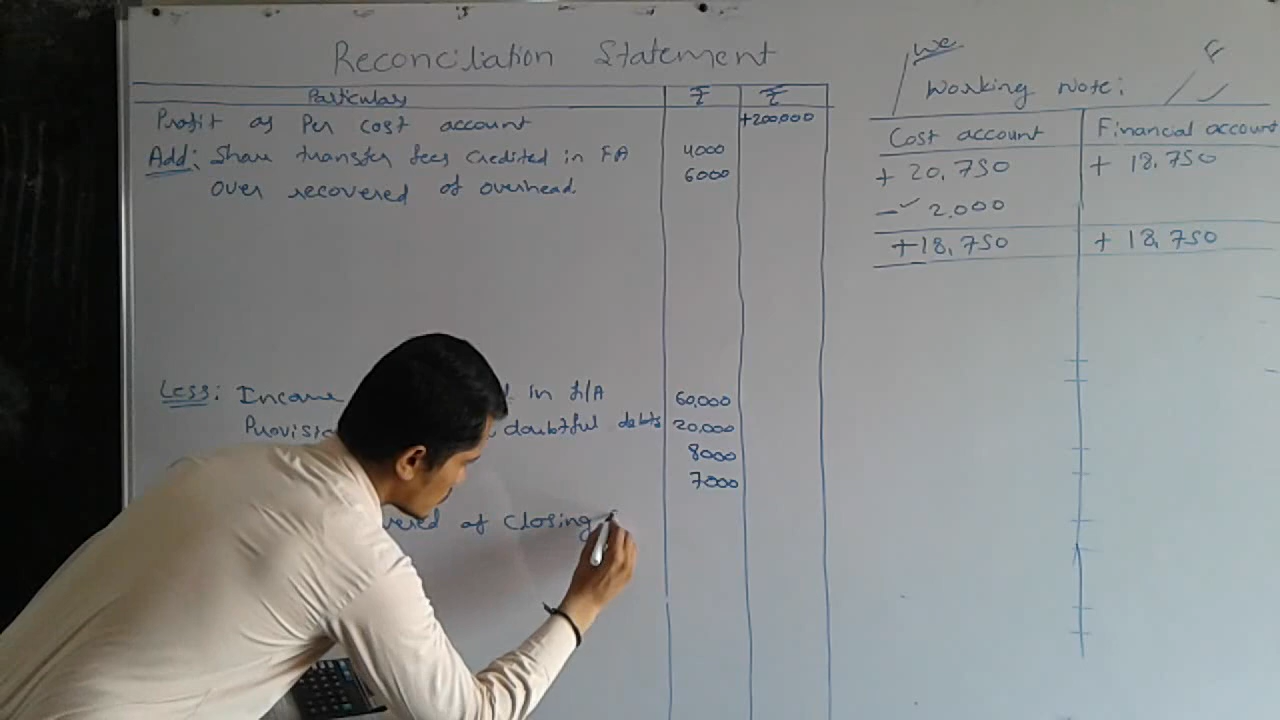 Reconciliation Statement
Particulars ₹ ₹
Profit as Per Cost account +200,000
Add: Share transfer fees Credited in FA 4000
Over recovered of overhead 6000
Less: Income in F/A 60,000
doubtful debts 20,000
8000
7000
of Closing
WC
F
Working Note:
Cost account Financial account
+ 20,750 + 18,750
- ✓ 2,000
+18,750 + 18,750